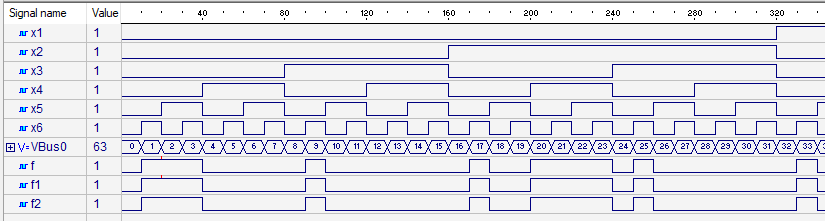 Signal name Value 40 80 120 160 200 240 280 320
x1 1
x2 1
x3 1
x4 1
x5 1
x6 1
V=VBus0 63 0 1 2 3 4 5 6 7 8 9 10 11 12 13 14 15 16 17 18 19 20 21 22 23 24 25 26 27 28 29 30 31 32 33
f 1
f1 1
f2 1